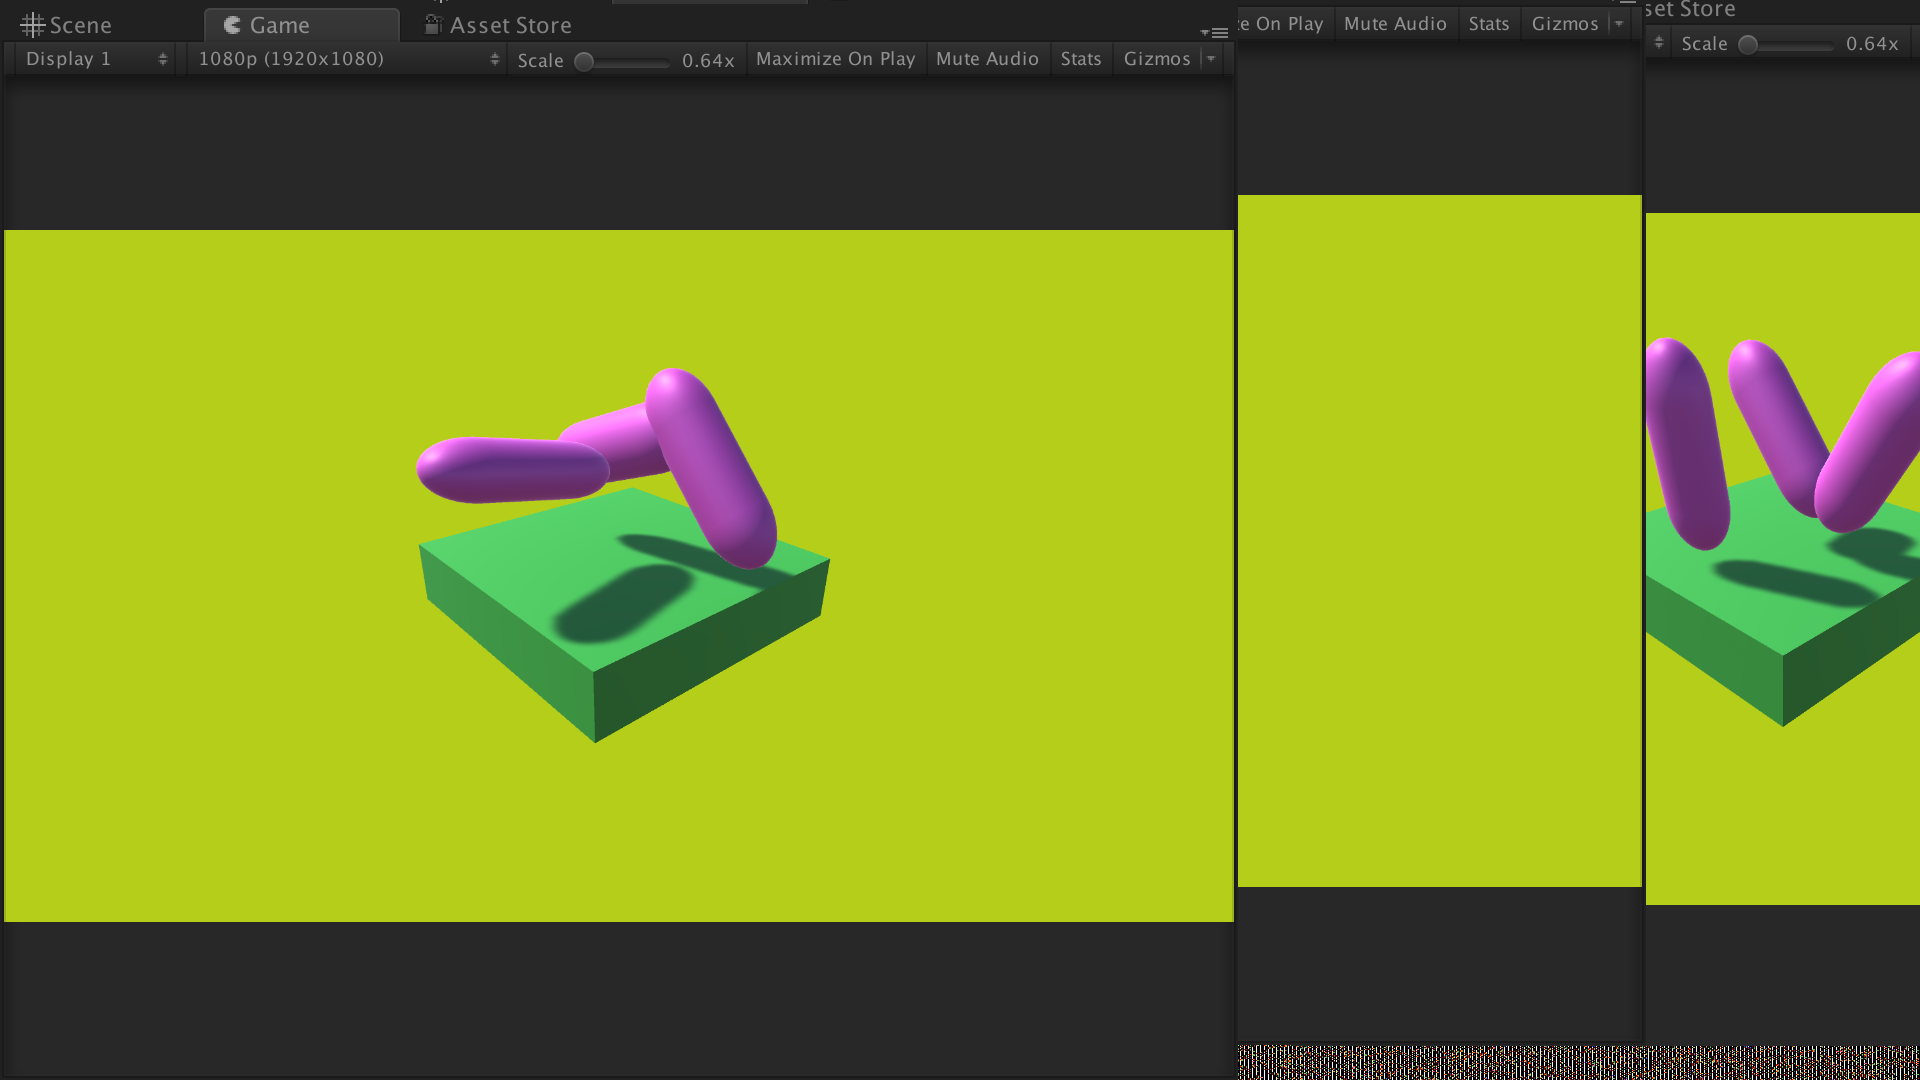 Scene
Game
Asset Store
Display 1
1080p (1920x1080)
Scale
0.64x
Maximize On Play
Mute Audio
Stats
Gizmos
On Play
Mute Audio
Stats
Gizmos
Store
Scale
0.64x